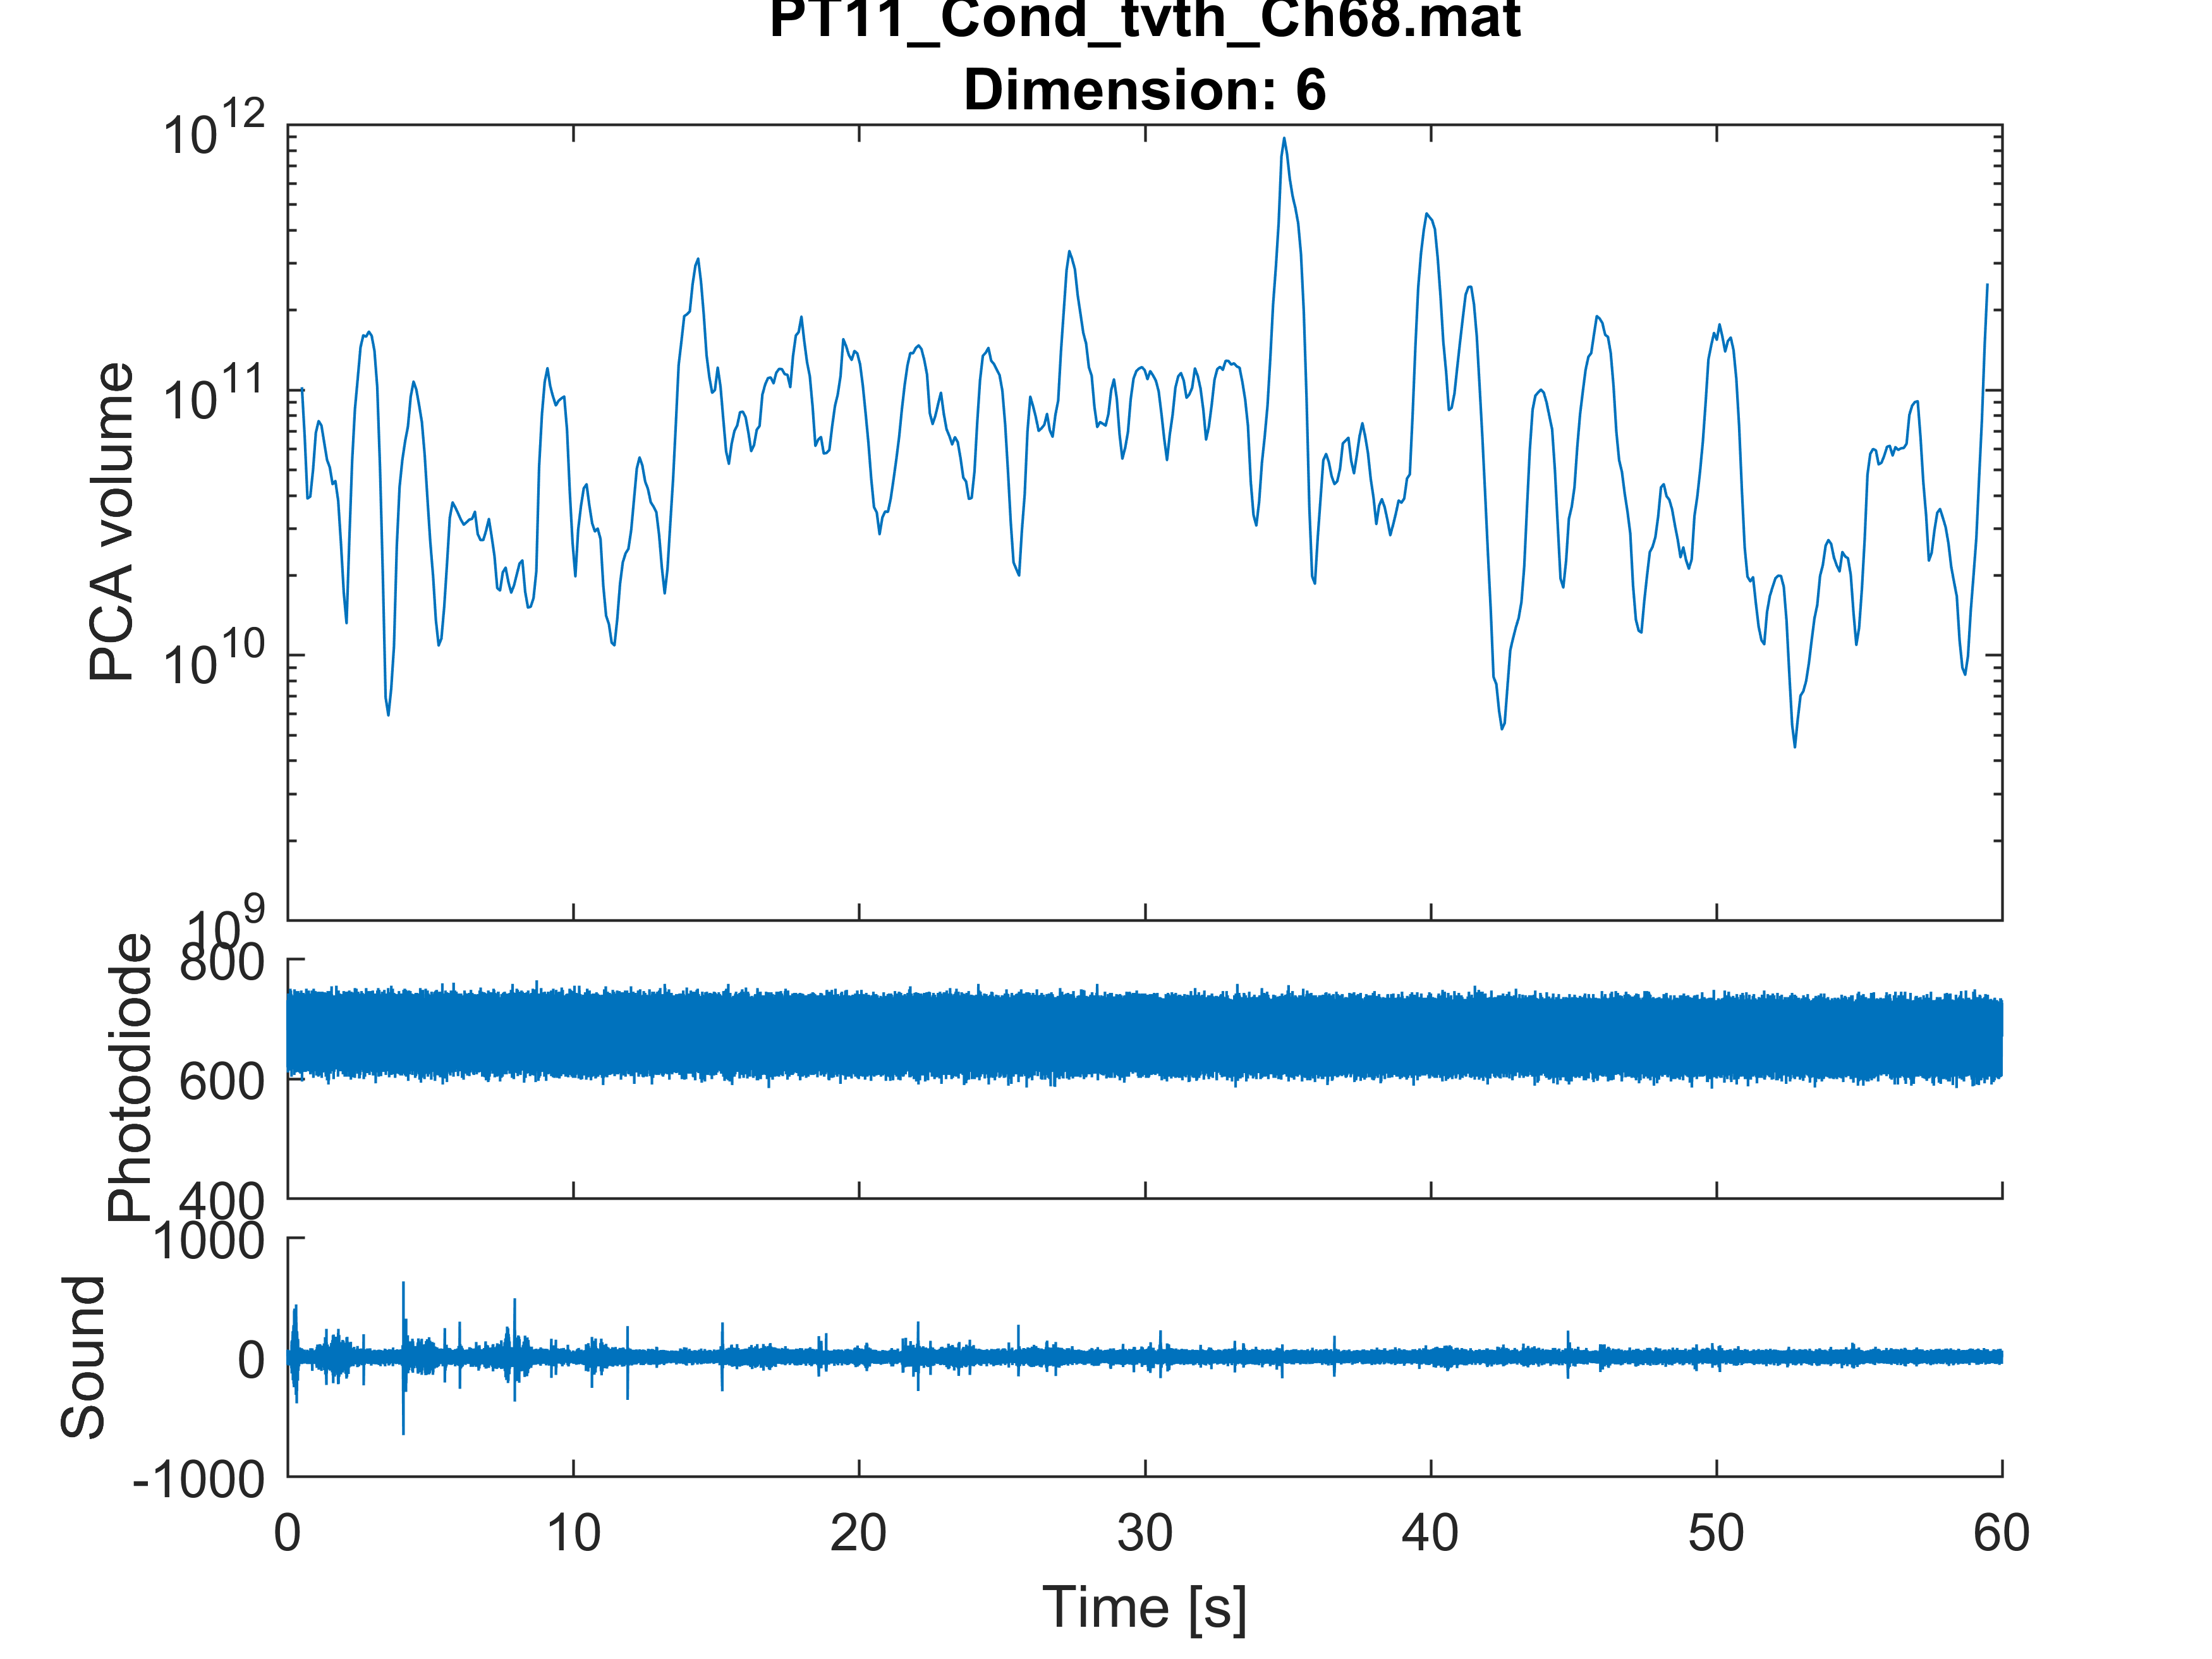 PT11_Cond_tvth_Ch68.mat
Dimension: 6
10^12
10^11
10^10
10^9
PCA volume
800
600
400
Photodiode
1000
0
-1000
Sound
0 10 20 30 40 50 60
Time [s]